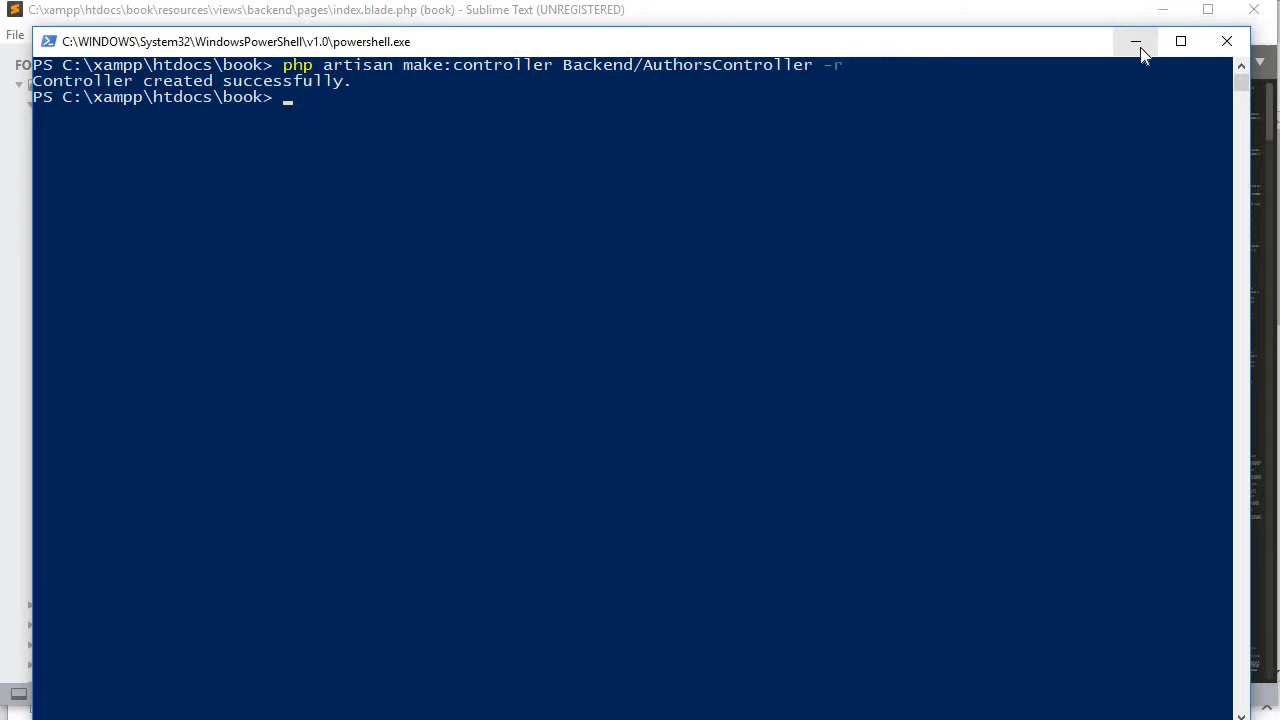 C:\xampp\htdocs\book\resources\views\backend\pages\index.blade.php (book) - Sublime Text (UNREGISTERED)
File
C:\WINDOWS\System32\WindowsPowerShell\v1.0\powershell.exe
FO
PS C:\xampp\htdocs\book> php artisan make:controller Backend/AuthorsController -r
Controller created successfully.
PS C:\xampp\htdocs\book>